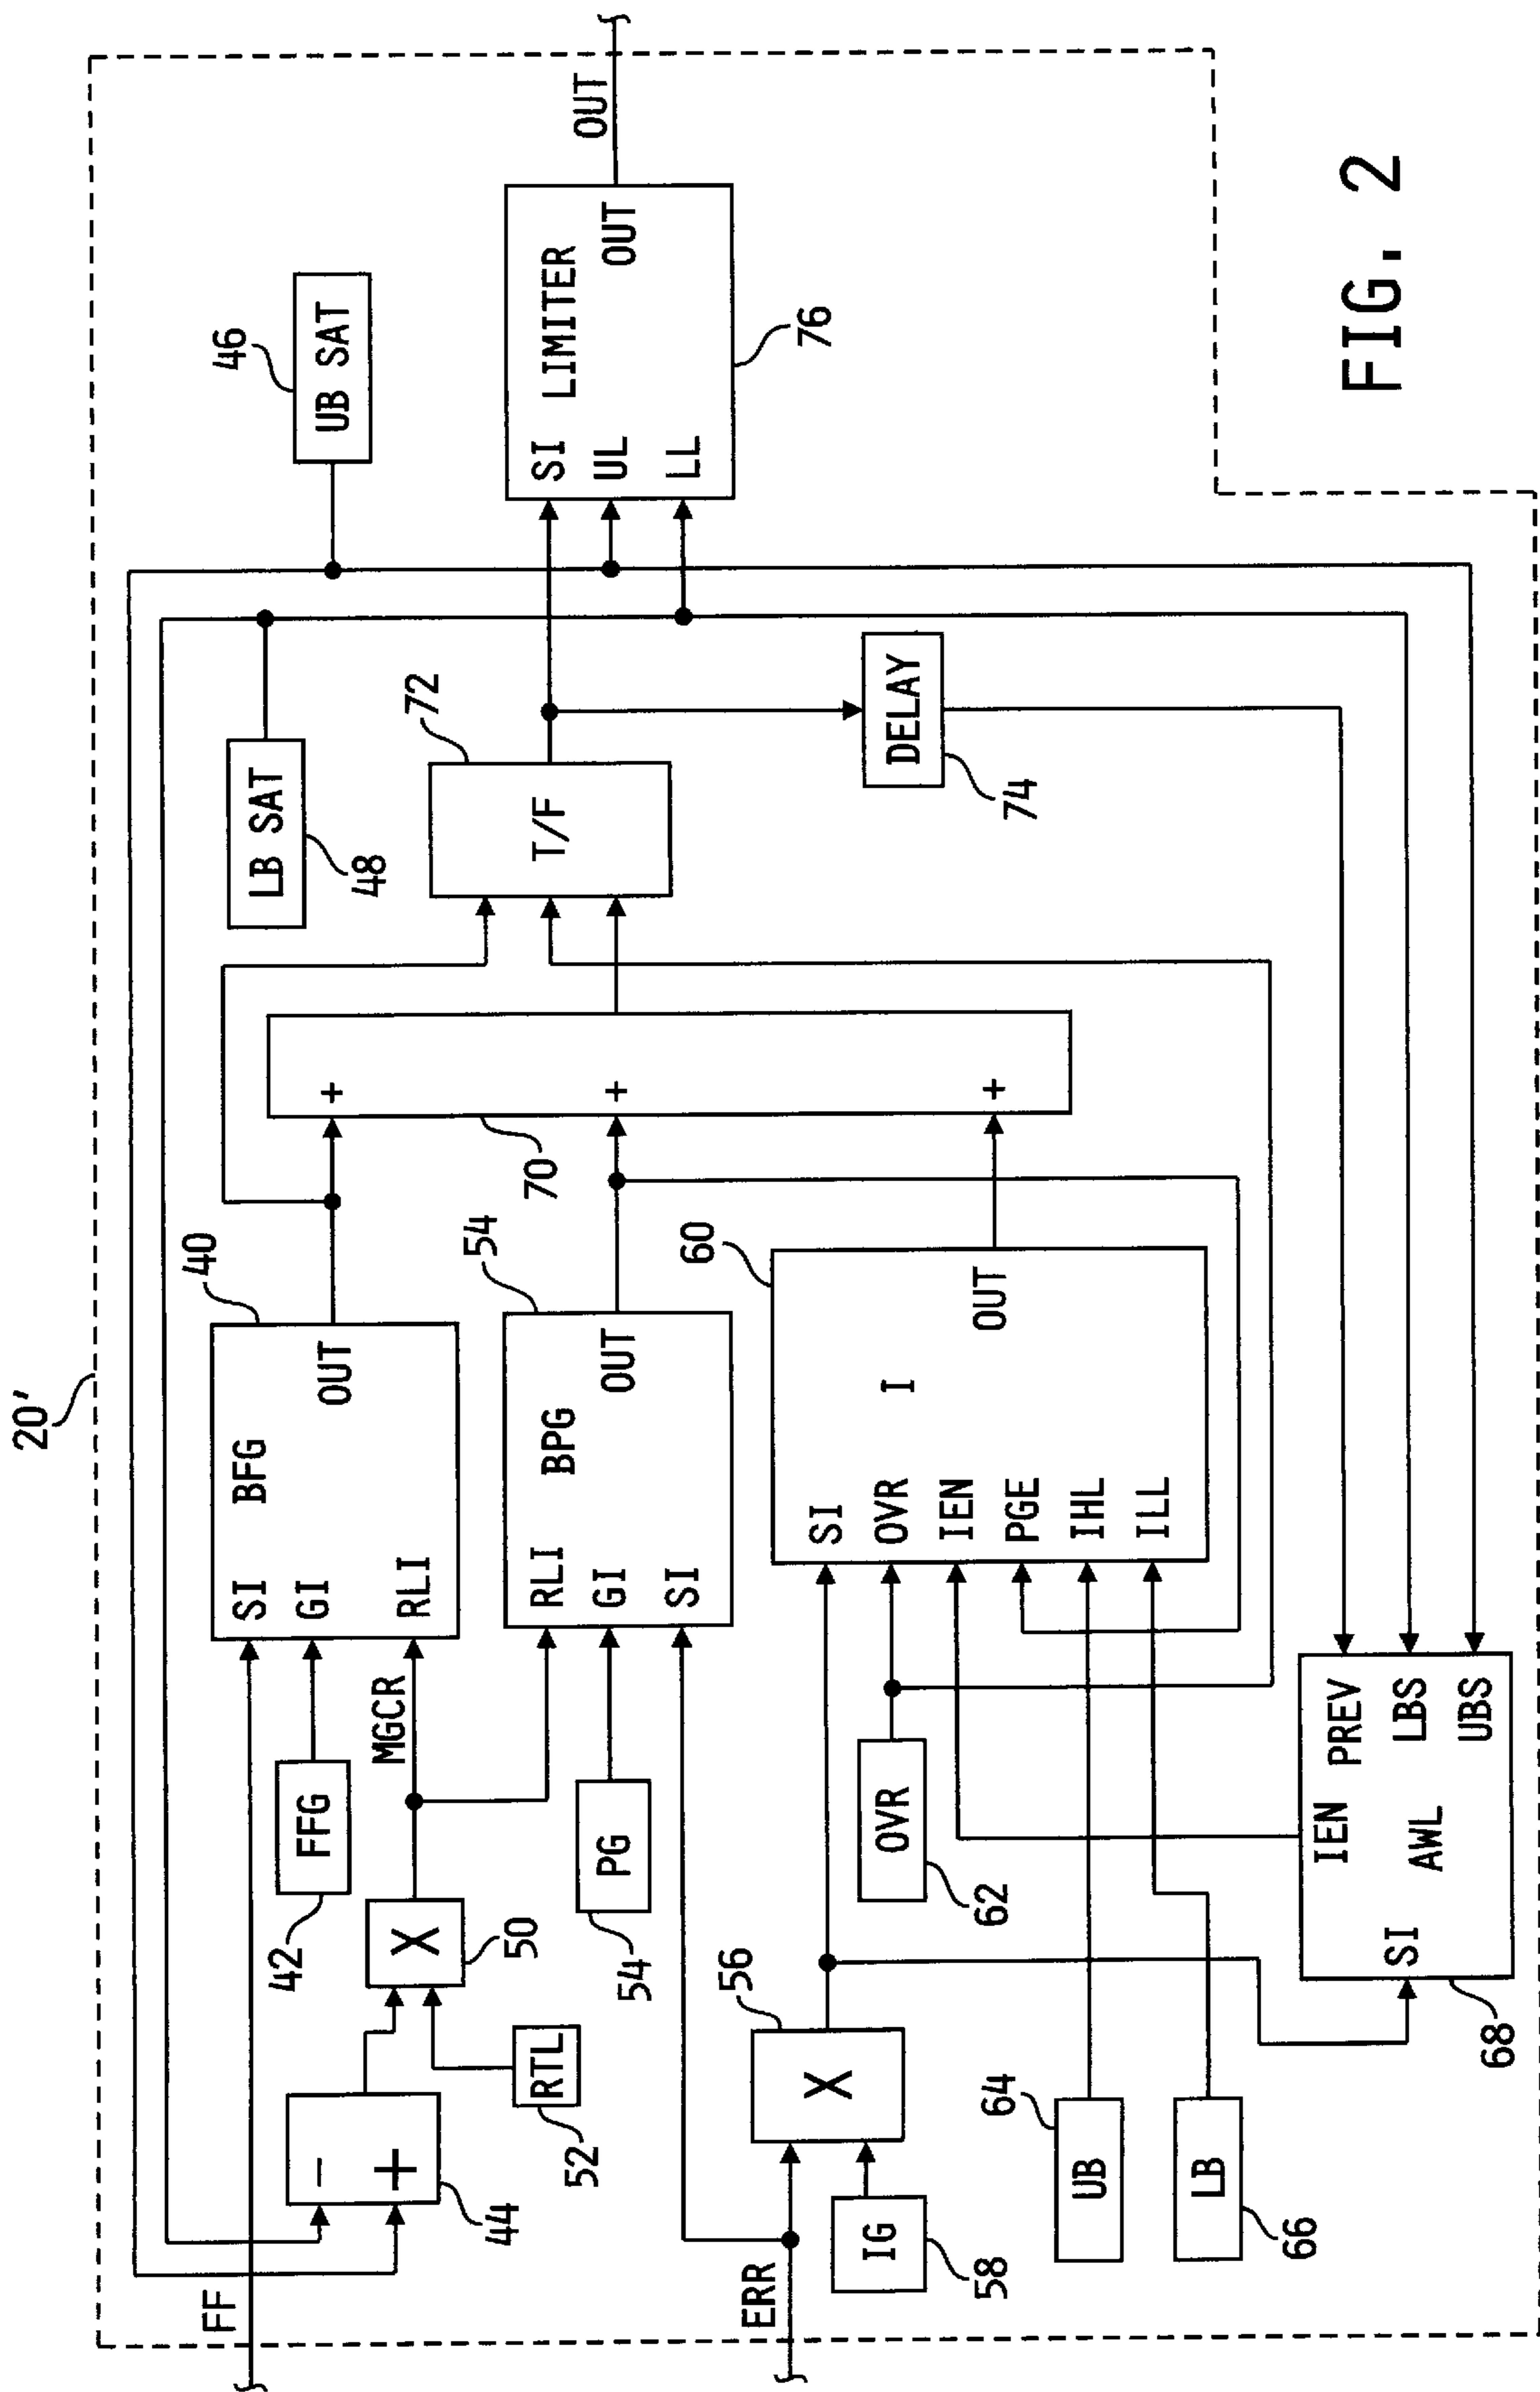 20'
FF
44
-
+
42
FFG
50
X
52
RTL
MGCR
40
SI
BFG
GI
OUT
RLI
54
PG
54
RLI
BPG
GI
OUT
SI
ERR
56
X
58
IG
60
SI
I
OVR
OUT
IEN
PGE
IHL
ILL
62
OVR
64
UB
66
LB
68
IEN
PREV
AWL
LBS
SI
UBS
70
+
+
+
48
LB SAT
46
UB SAT
72
T/F
74
DELAY
76
SI
LIMITER
UL
OUT
LL
OUT
FIG. 2